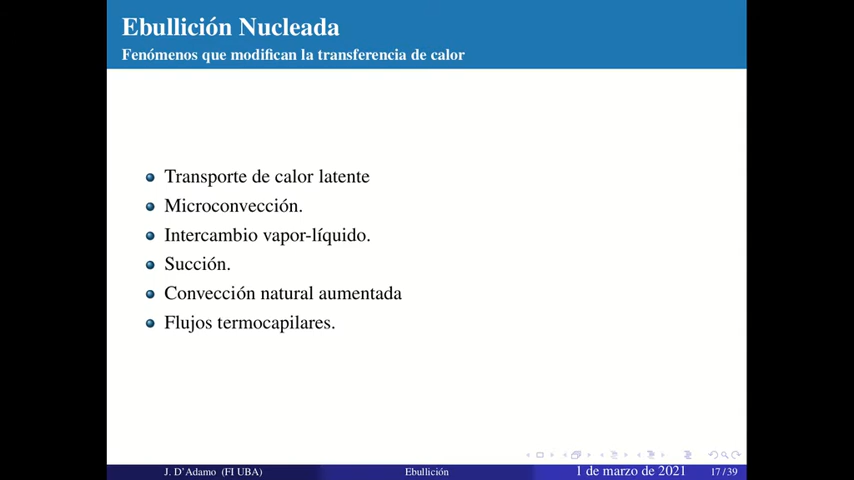 Ebullición Nucleada
Fenómenos que modifican la transferencia de calor
Transporte de calor latente
Microconvección.
Intercambio vapor-líquido.
Succión.
Convección natural aumentada
Flujos termocapilares.
J. D'Adamo (FI UBA) Ebullición 1 de marzo de 2021 17 / 39